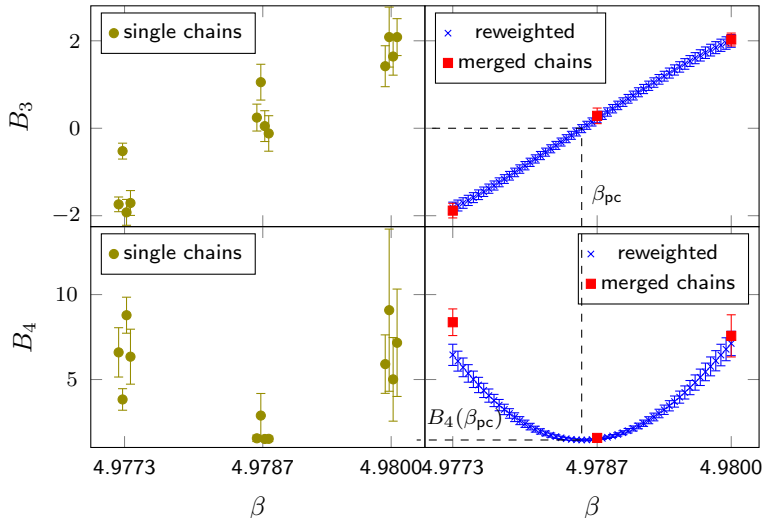 single chains
reweighted
merged chains
B₃
2
0
−2
βpc
single chains
reweighted
merged chains
B₄
10
5
B₄(βpc)
4.9773
4.9787
4.9800
4.9773
4.9787
4.9800
β
β